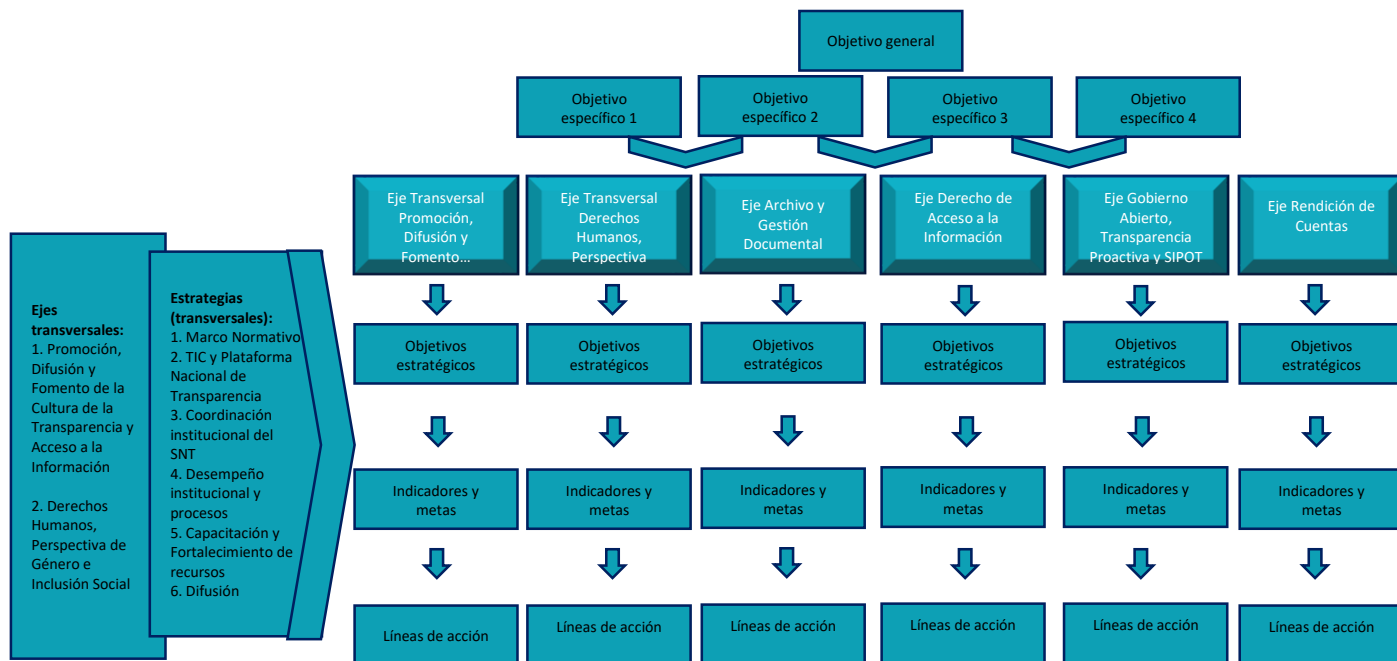 Objetivo general
Objetivo
específico 1
Objetivo
específico 2
Objetivo
específico 3
Objetivo
específico 4
Eje Transversal
Promoción,
Difusión y
Fomento…
Eje Transversal
Derechos
Humanos,
Perspectiva
Eje Archivo y
Gestión
Documental
Eje Derecho de
Acceso a la
Información
Eje Gobierno
Abierto,
Transparencia
Proactiva y SIPOT
Eje Rendición de
Cuentas
Ejes
transversales:
1. Promoción,
Difusión y
Fomento de la
Cultura de la
Transparencia y
Acceso a la
Información
2. Derechos
Humanos,
Perspectiva de
Género e
Inclusión Social
Estrategias
(transversales):
1. Marco Normativo
2. TIC y Plataforma
Nacional de
Transparencia
3. Coordinación
institucional del
SNT
4. Desempeño
institucional y
procesos
5. Capacitación y
Fortalecimiento de
recursos
6. Difusión
Objetivos
estratégicos
Objetivos
estratégicos
Objetivos
estratégicos
Objetivos
estratégicos
Objetivos
estratégicos
Objetivos
estratégicos
Indicadores y
metas
Indicadores y
metas
Indicadores y
metas
Indicadores y
metas
Indicadores y
metas
Indicadores y
metas
Líneas de acción
Líneas de acción
Líneas de acción
Líneas de acción
Líneas de acción
Líneas de acción